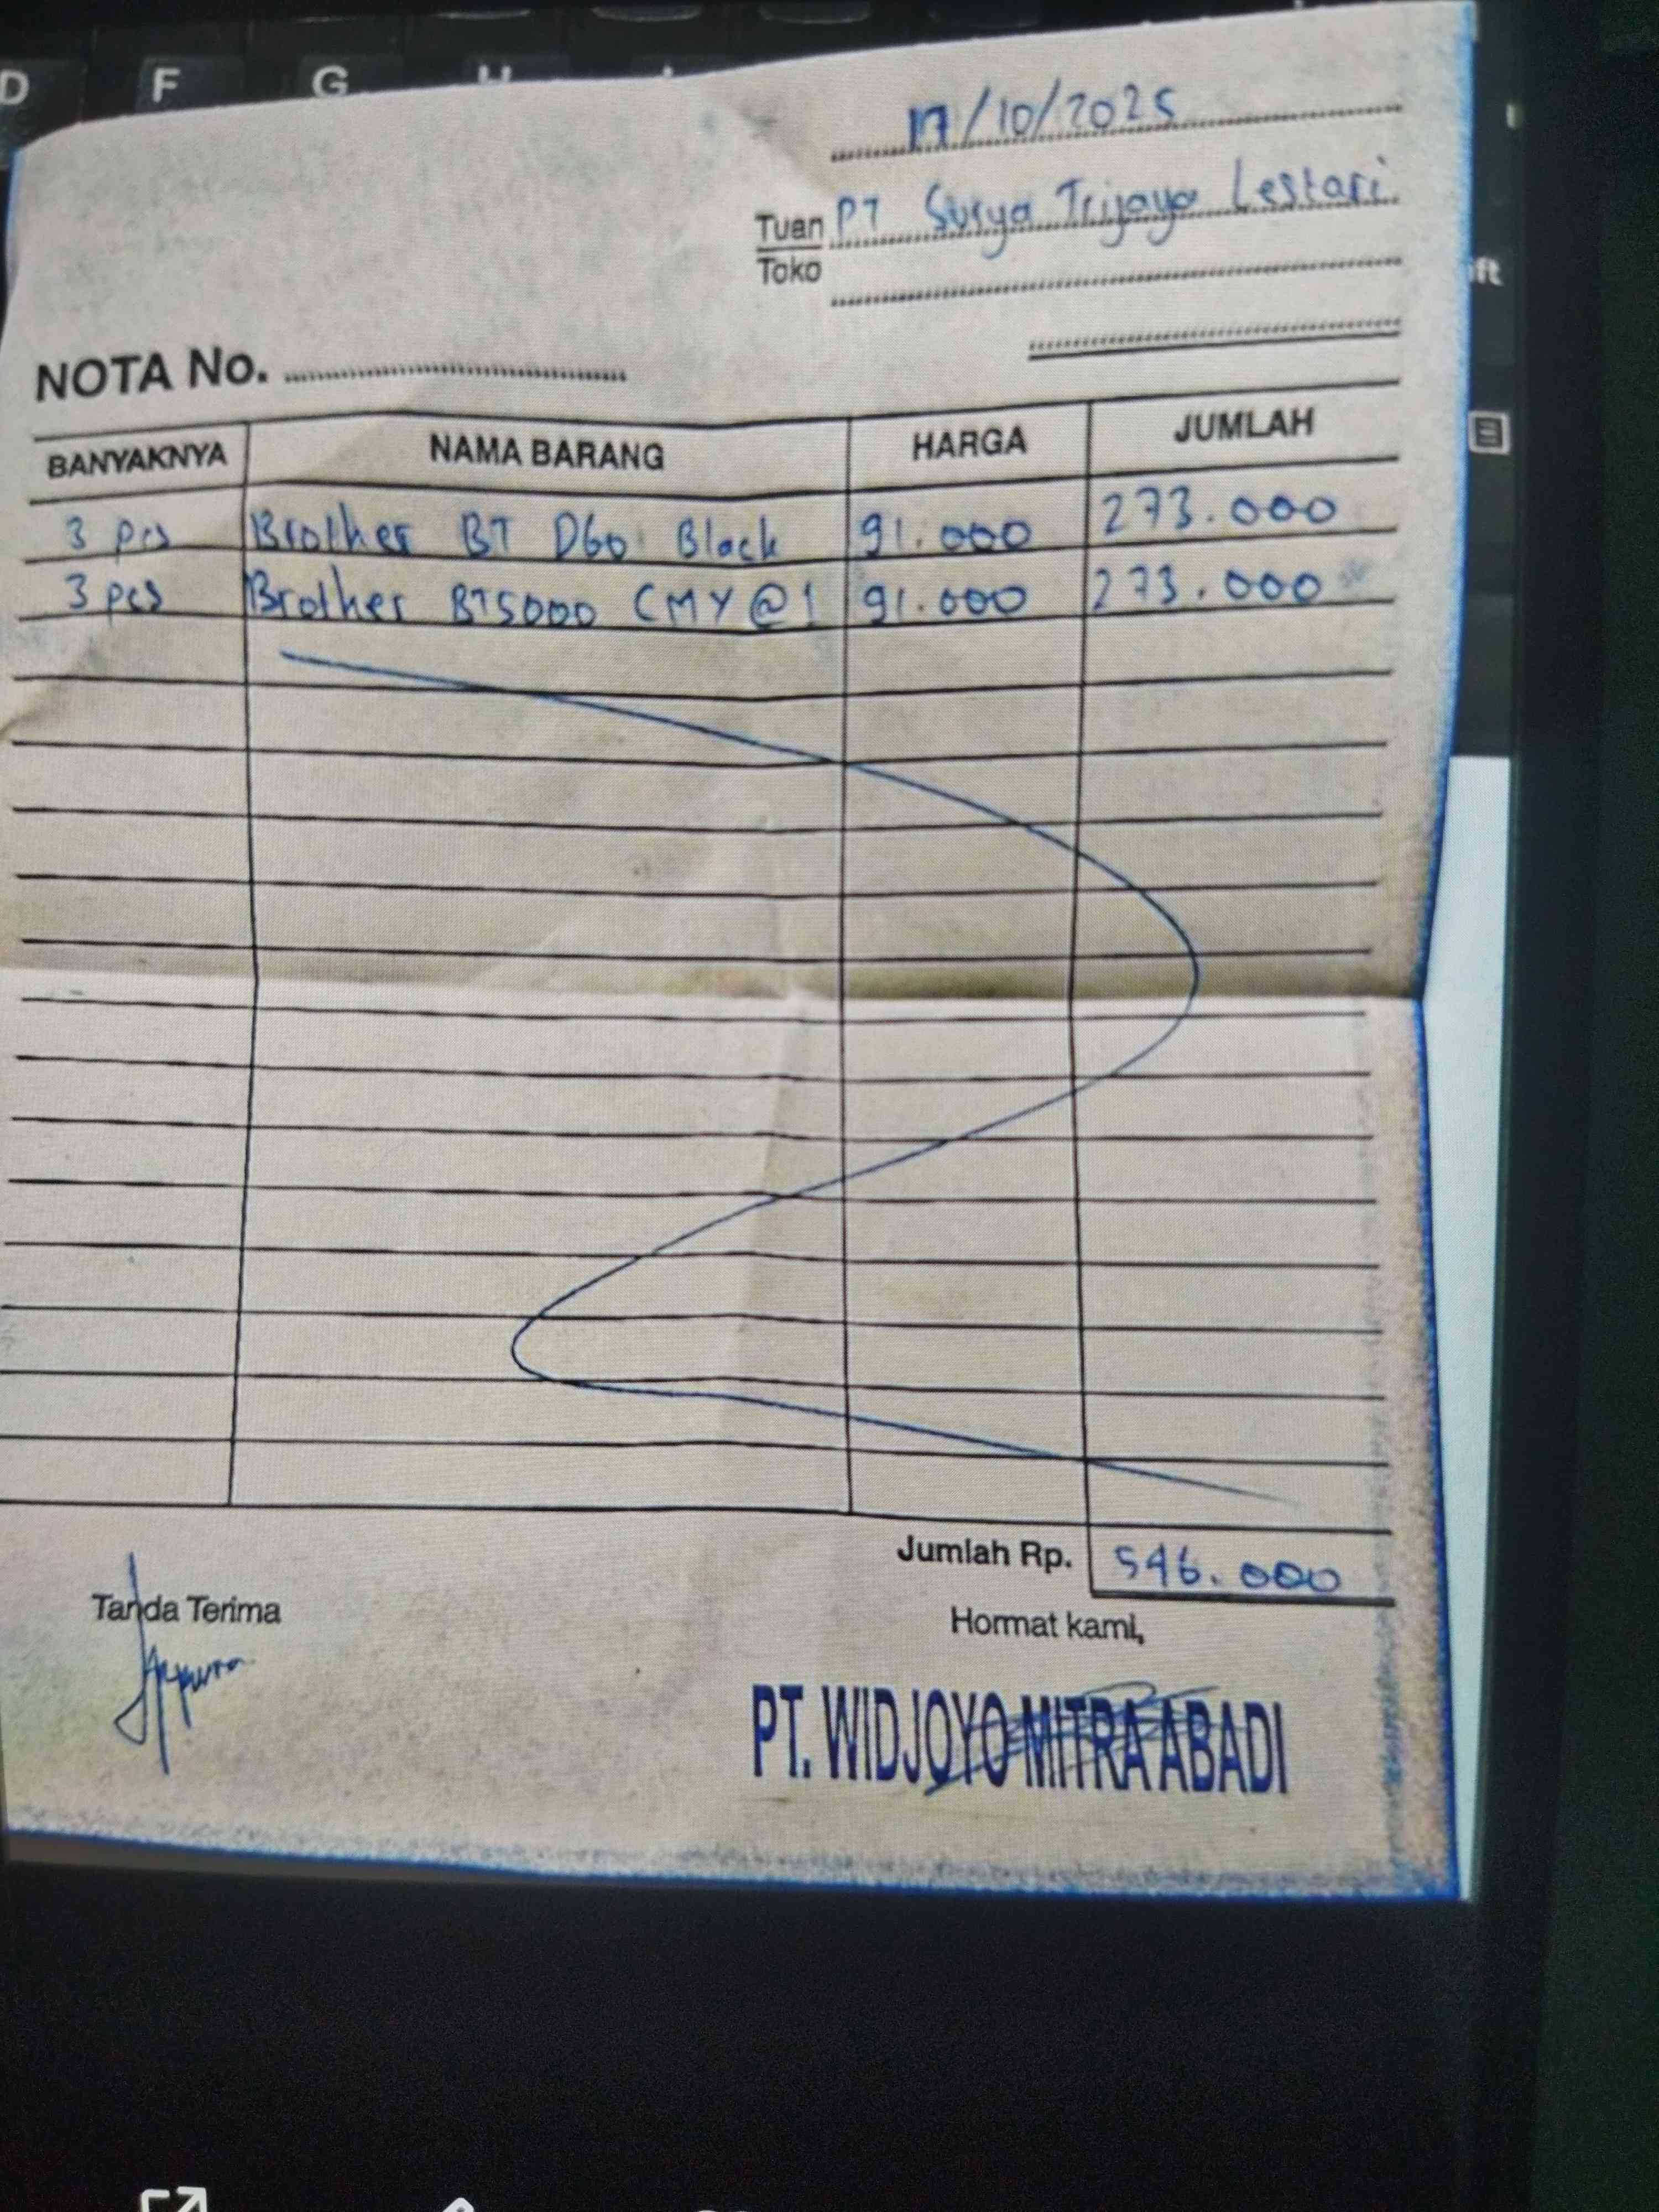 D F G H
17/10/2025
Tuan PT Surya Trijaya Lestari
Toko
ft
NOTA No.
BANYAKNYA NAMA BARANG HARGA JUMLAH
3 pcs Brother BT D60 Black 91.000 273.000
3 pcs Brother BT5000 CMY @1 91.000 273.000
Jumlah Rp. 546.000
Tanda Terima
Hormat kami,
PT. WIDJOYO MITRA ABADI